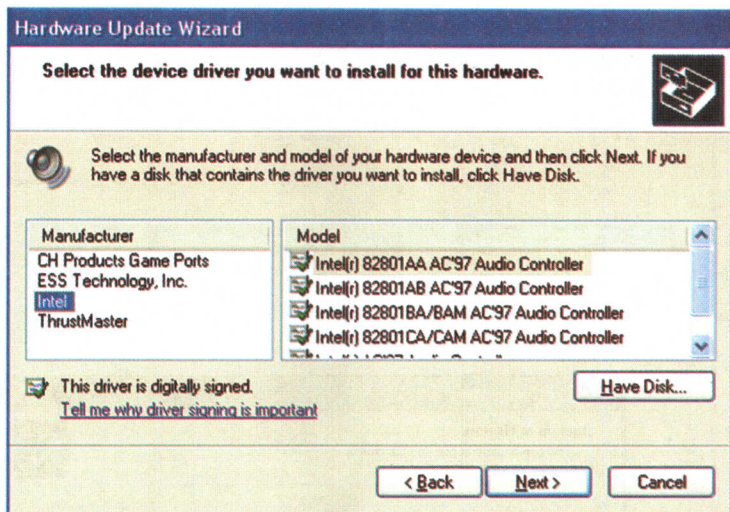 Hardware Update Wizard
Select the device driver you want to install for this hardware.
Select the manufacturer and model of your hardware device and then click Next. If you
have a disk that contains the driver you want to install, click Have Disk.
Manufacturer
CH Products Game Ports
ESS Technology, Inc.
Intel
ThrustMaster
Model
Intel(r) 82801AA AC'97 Audio Controller
Intel(r) 82801AB AC'97 Audio Controller
Intel(r) 82801BA/BAM AC'97 Audio Controller
Intel(r) 82801CA/CAM AC'97 Audio Controller
This driver is digitally signed.
Tell me why driver signing is important
Have Disk...
< Back
Next >
Cancel